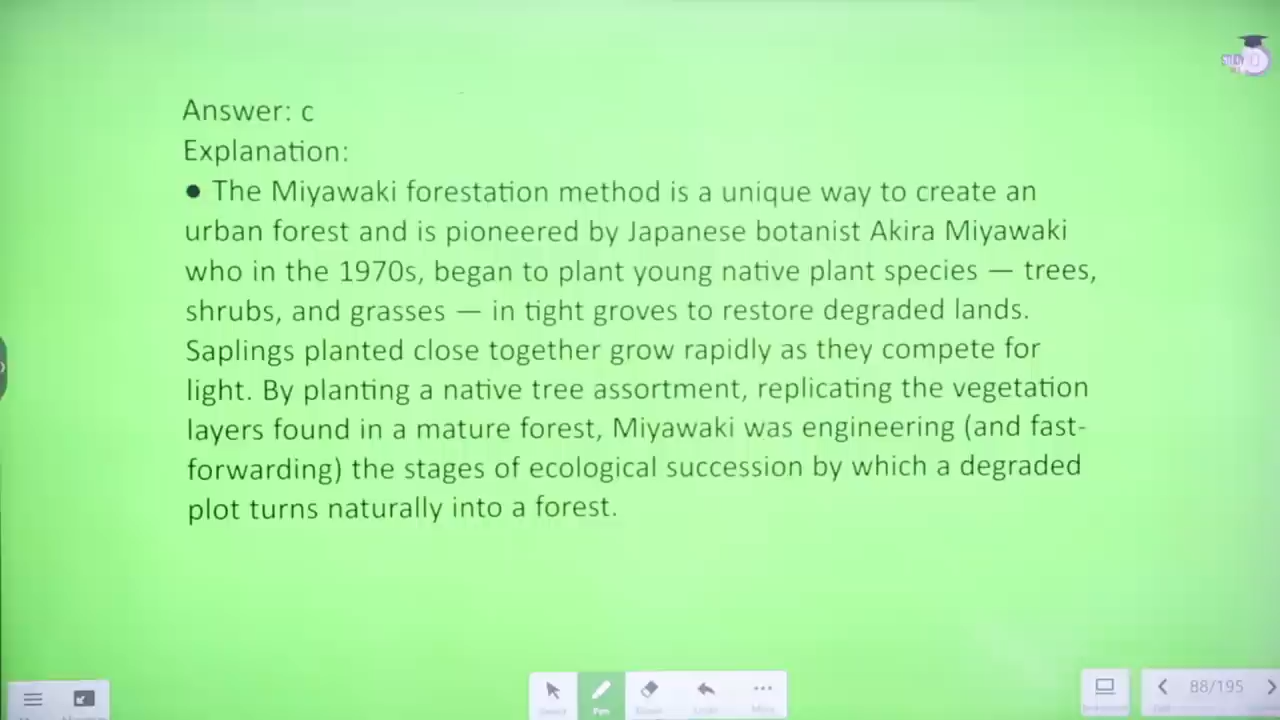 STUDY
Answer: c
Explanation:
● The Miyawaki forestation method is a unique way to create an
urban forest and is pioneered by Japanese botanist Akira Miyawaki
who in the 1970s, began to plant young native plant species — trees,
shrubs, and grasses — in tight groves to restore degraded lands.
Saplings planted close together grow rapidly as they compete for
light. By planting a native tree assortment, replicating the vegetation
layers found in a mature forest, Miyawaki was engineering (and fast-
forwarding) the stages of ecological succession by which a degraded
plot turns naturally into a forest.
Pen
88/195